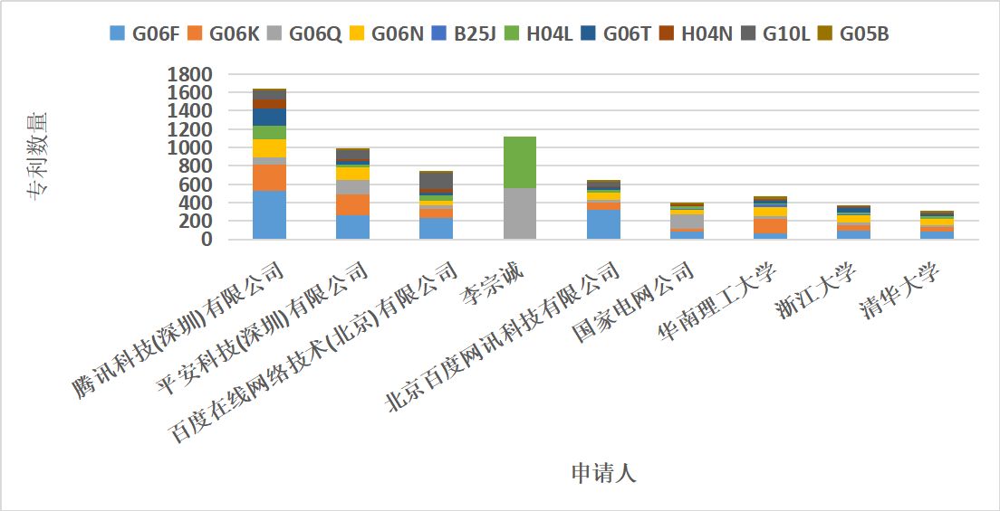 G06F G06K G06Q G06N B25J H04L G06T H04N G10L G05B
1800
1600
1400
1200
1000
800
600
400
200
0
专利数量
腾讯科技(深圳)有限公司
平安科技(深圳)有限公司
百度在线网络技术(北京)有限公司
李宗诚
北京百度网讯科技有限公司
国家电网公司
华南理工大学
浙江大学
清华大学
申请人